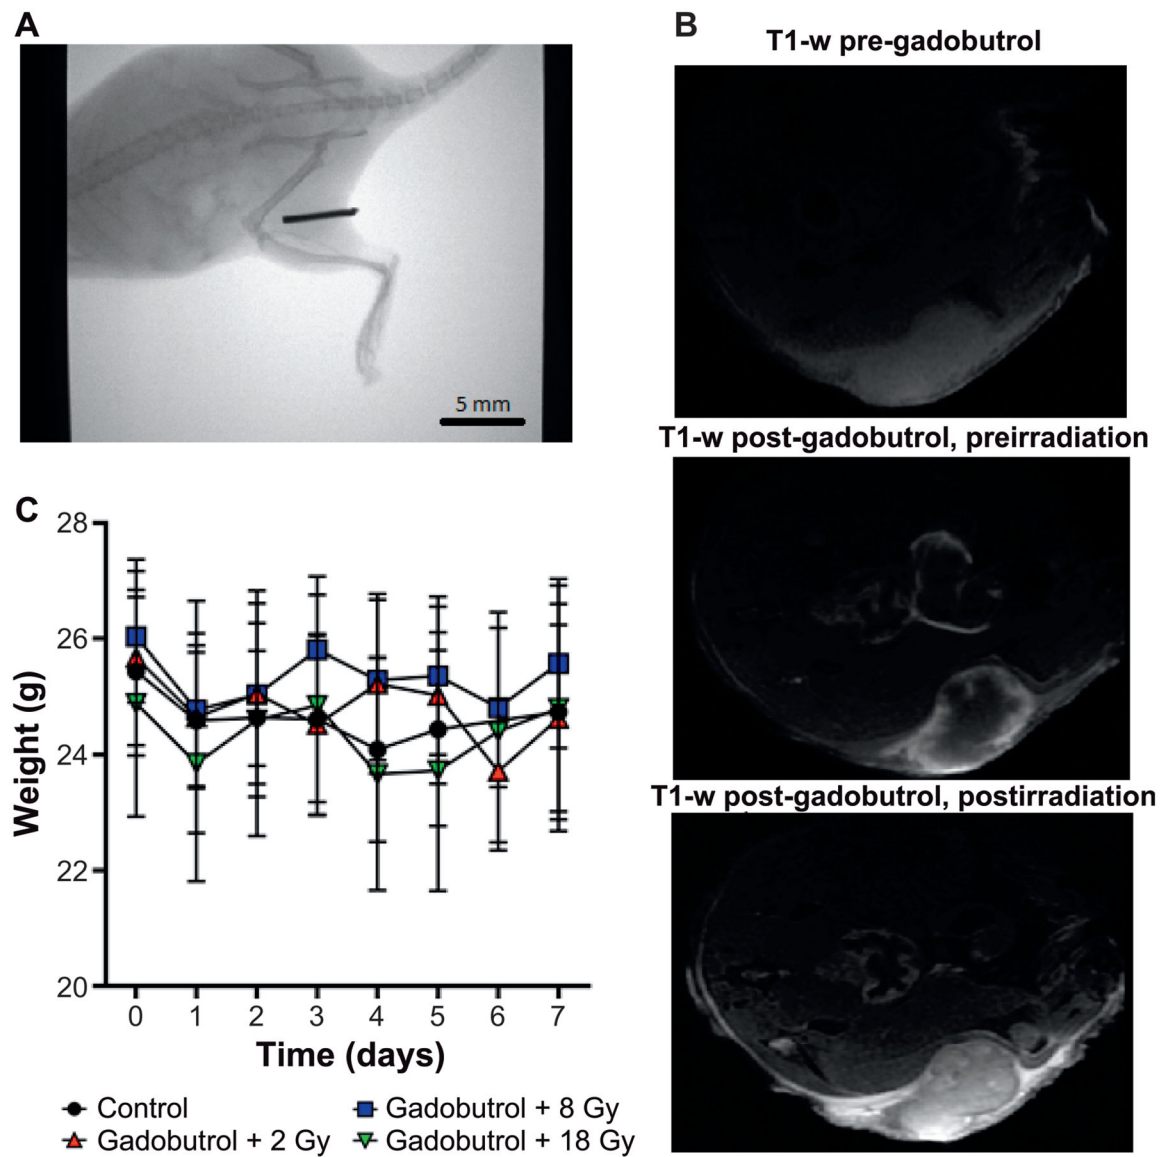 A
5 mm
B
T1-w pre-gadobutrol
T1-w post-gadobutrol, preirradiation
T1-w post-gadobutrol, postirradiation
C
28
26
24
22
20
Weight (g)
0 1 2 3 4 5 6 7
Time (days)
Control
Gadobutrol + 8 Gy
Gadobutrol + 2 Gy
Gadobutrol + 18 Gy